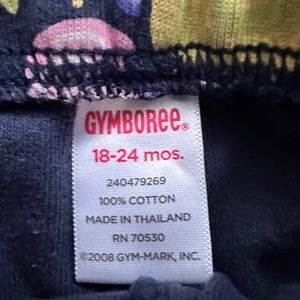 GYMBOREE®
18-24 mos.
240479269
100% COTTON
MADE IN THAILAND
RN 70530
©2008 GYM-MARK, INC.